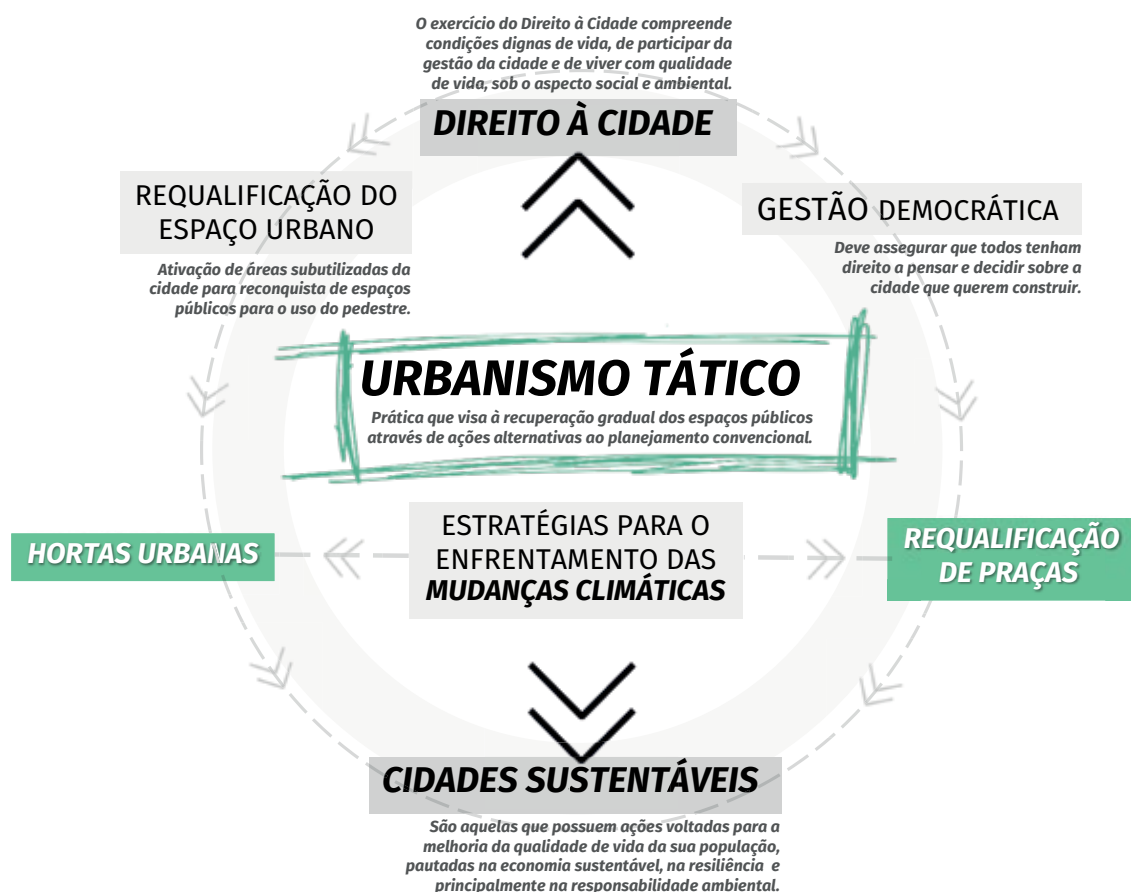 O exercício do Direito à Cidade compreende
condições dignas de vida, de participar da
gestão da cidade e de viver com qualidade
de vida, sob o aspecto social e ambiental.
DIREITO À CIDADE
REQUALIFICAÇÃO DO
ESPAÇO URBANO
Ativação de áreas subutilizadas da
cidade para reconquista de espaços
públicos para o uso do pedestre.
GESTÃO DEMOCRÁTICA
Deve assegurar que todos tenham
direito a pensar e decidir sobre a
cidade que querem construir.
URBANISMO TÁTICO
Prática que visa à recuperação gradual dos espaços públicos
através de ações alternativas ao planejamento convencional.
HORTAS URBANAS
ESTRATÉGIAS PARA O
ENFRENTAMENTO DAS
MUDANÇAS CLIMÁTICAS
REQUALIFICAÇÃO
DE PRAÇAS
CIDADES SUSTENTÁVEIS
São aquelas que possuem ações voltadas para a
melhoria da qualidade de vida da sua população,
pautadas na economia sustentável, na resiliência e
principalmente na responsabilidade ambiental.